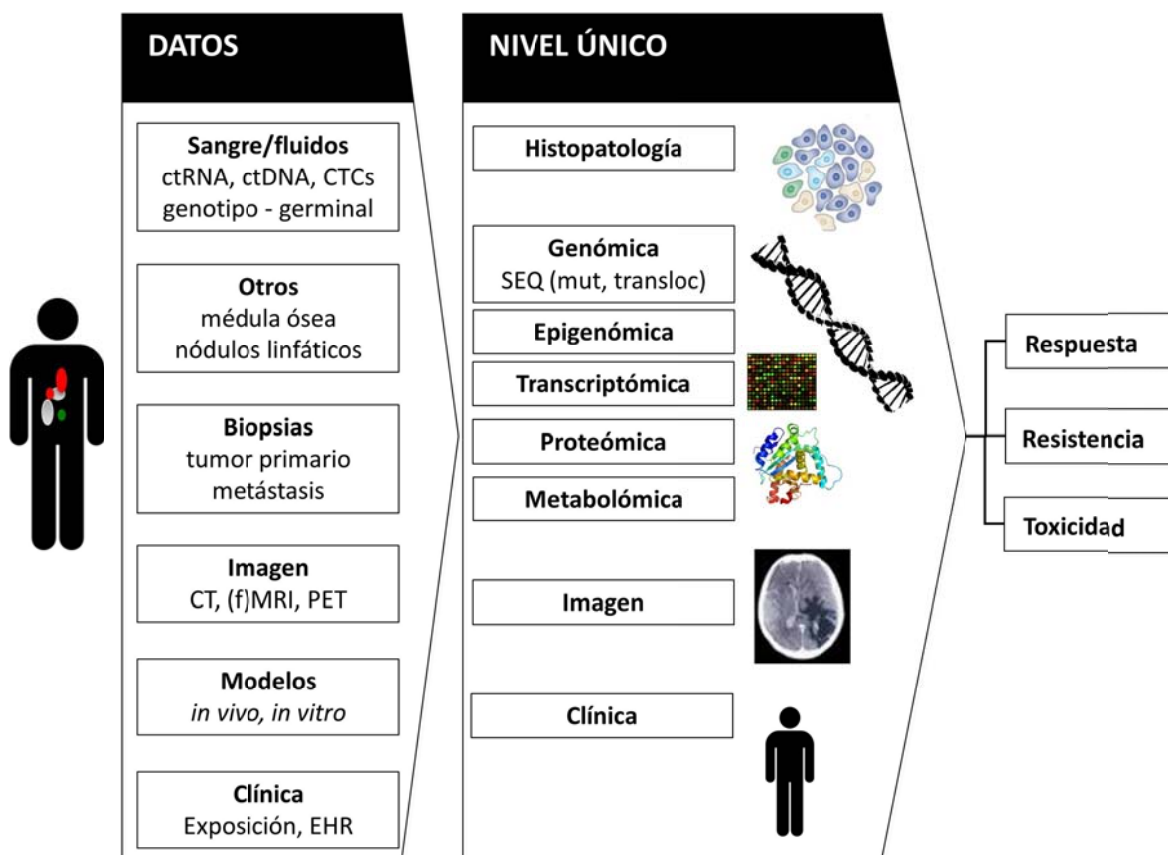 DATOS
Sangre/fluidos
ctRNA, ctDNA, CTCs
genotipo - germinal
Otros
médula ósea
nódulos linfáticos
Biopsias
tumor primario
metástasis
Imagen
CT, (f)MRI, PET
Modelos
in vivo, in vitro
Clínica
Exposición, EHR
NIVEL ÚNICO
Histopatología
Genómica
SEQ (mut, transloc)
Epigenómica
Transcriptómica
Proteómica
Metabolómica
Imagen
Clínica
Respuesta
Resistencia
Toxicidad